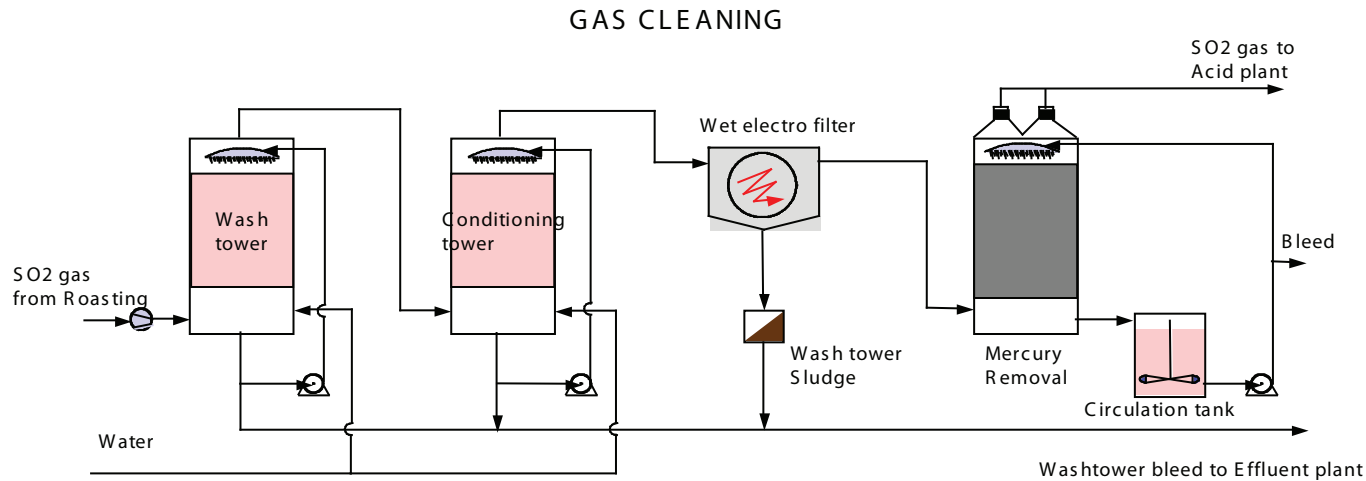 GAS CLEANING
SO2 gas to
Acid plant
Wet electro filter
Wash
tower
Conditioning
tower
Bleed
SO2 gas
from Roasting
Wash tower
Sludge
Mercury
Removal
Circulation tank
Water
Washtower bleed to Effluent plant